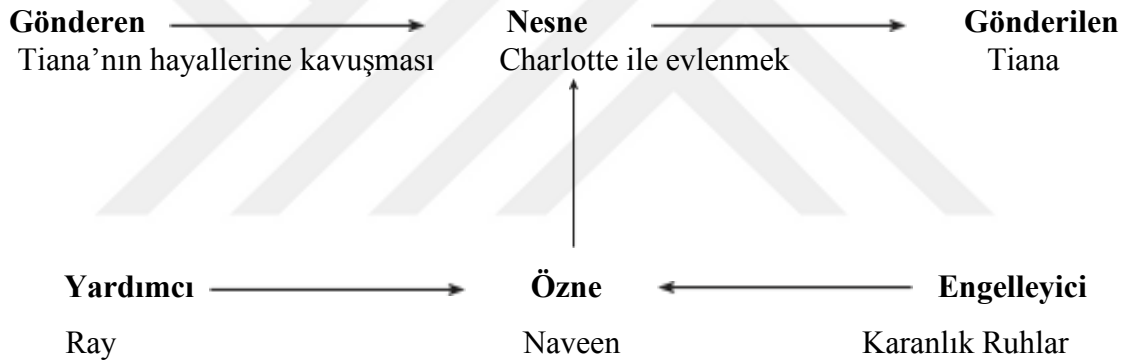 Gönderen Nesne Gönderilen
Tiana’nın hayallerine kavuşması Charlotte ile evlenmek Tiana
Yardımcı Özne Engelleyici
Ray Naveen Karanlık Ruhlar